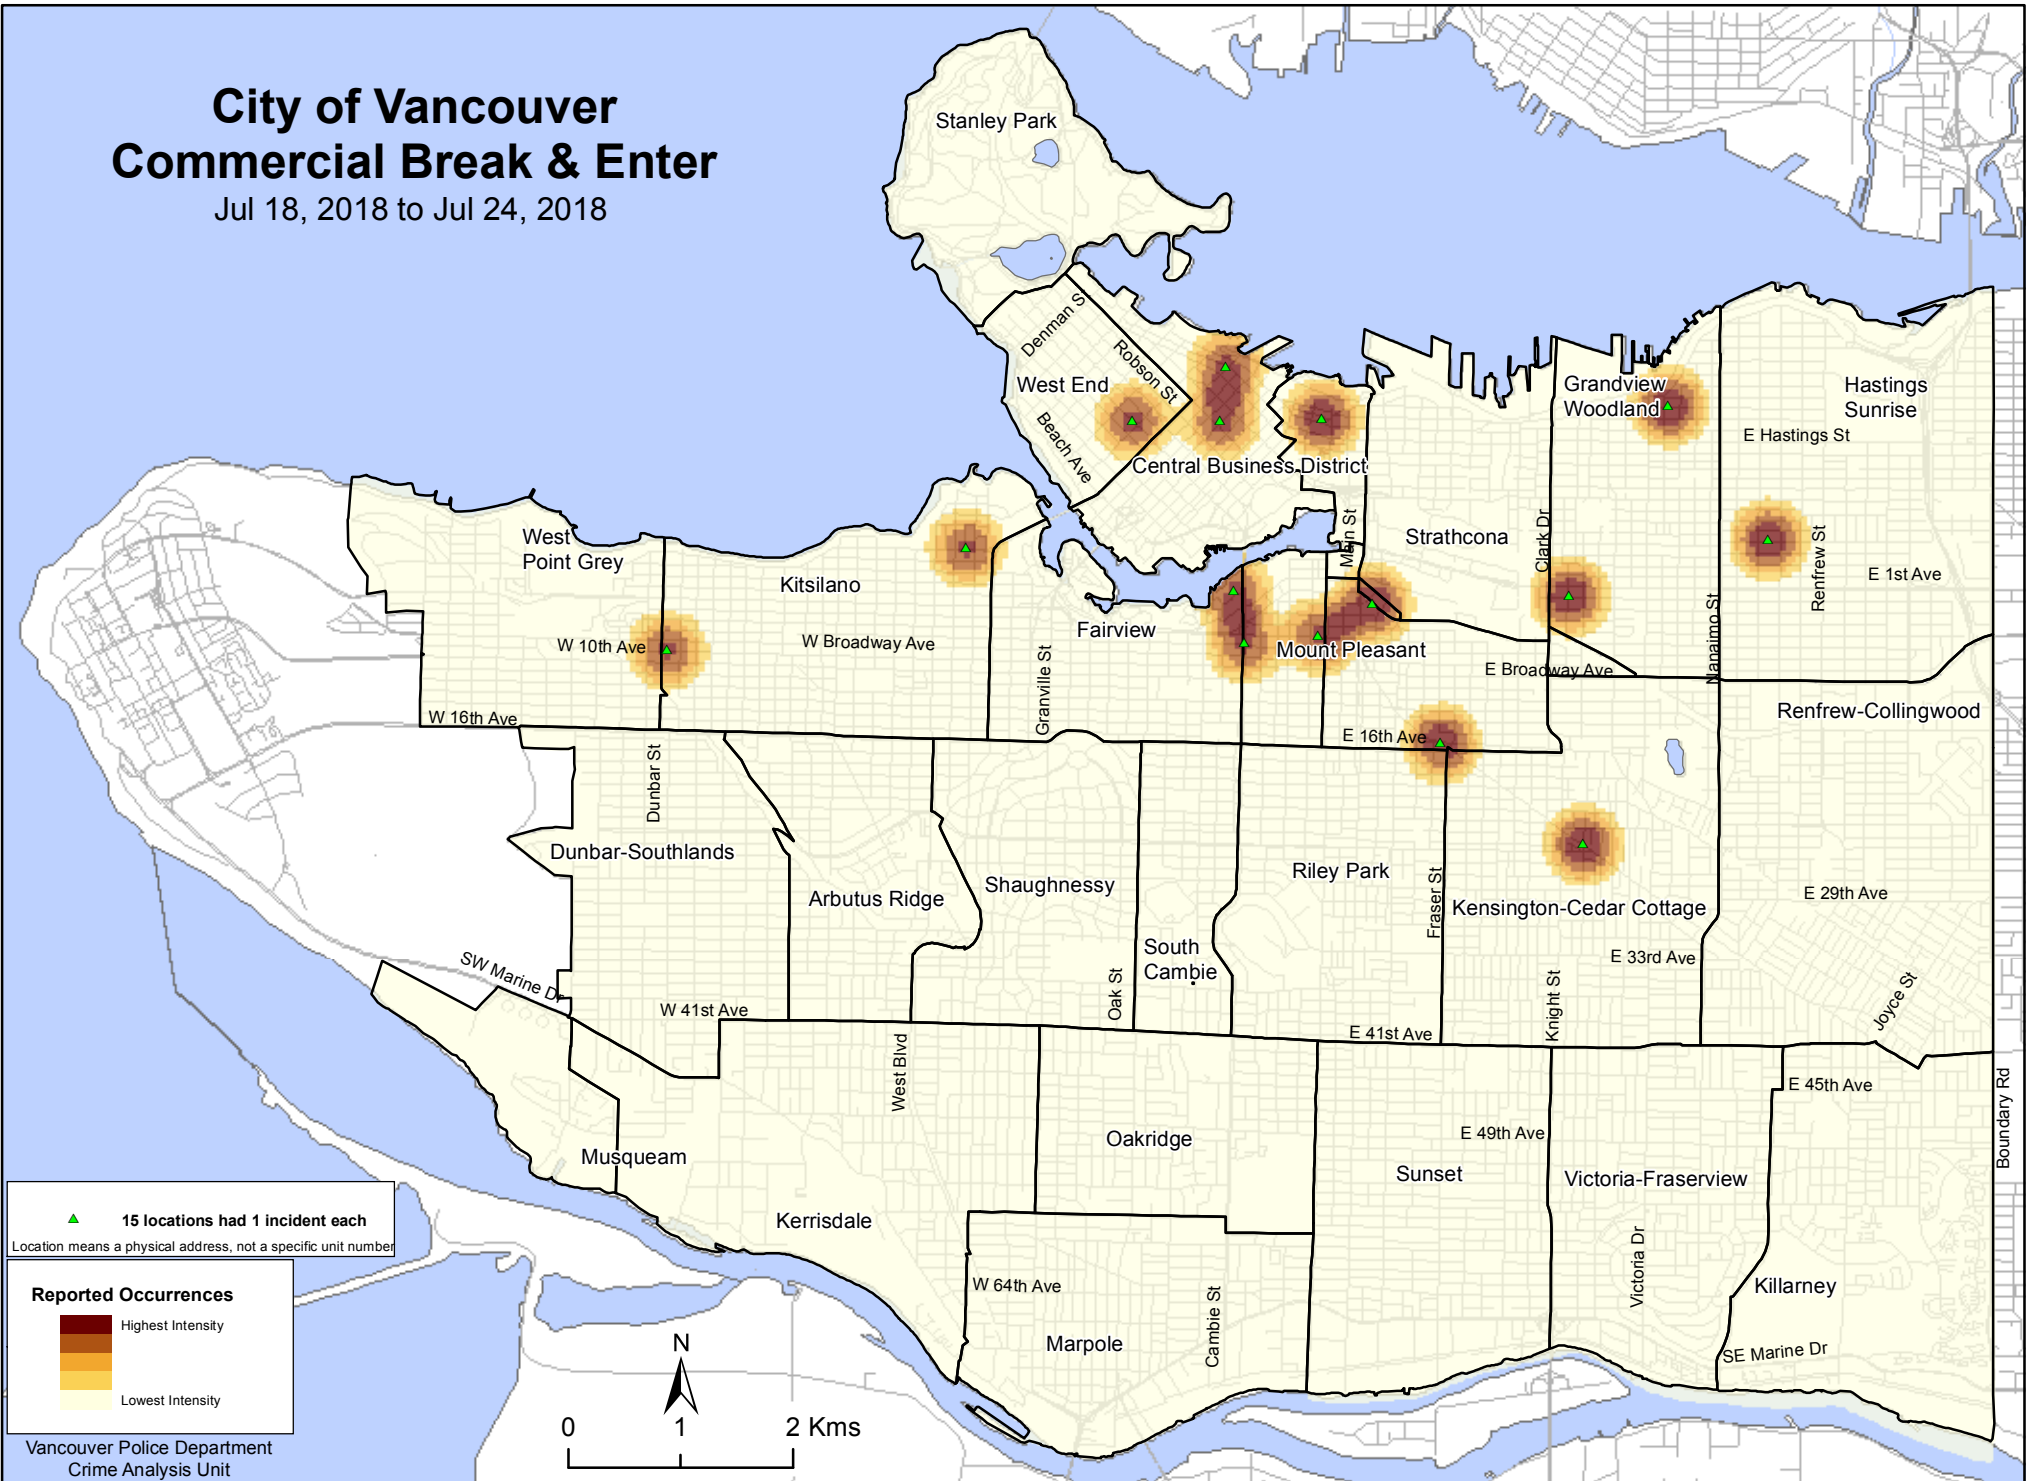 City of Vancouver
Commercial Break & Enter
Jul 18, 2018 to Jul 24, 2018
Stanley Park
Denman St
Robson St
West End
Beach Ave
Central Business District
Grandview
Woodland
Hastings
Sunrise
E Hastings St
West
Point Grey
Kitsilano
Fairview
Main St
Strathcona
Clark Dr
Nanaimo St
Renfrew St
E 1st Ave
W 10th Ave
W Broadway Ave
Granville St
Mount Pleasant
E Broadway Ave
W 16th Ave
E 16th Ave
Renfrew-Collingwood
Dunbar St
Dunbar-Southlands
Arbutus Ridge
Shaughnessy
South
Cambie
Oak St
Riley Park
Fraser St
Kensington-Cedar Cottage
E 29th Ave
E 33rd Ave
Knight St
Joyce St
SW Marine Dr
W 41st Ave
E 41st Ave
West Blvd
E 45th Ave
Boundary Rd
Musqueam
Oakridge
E 49th Ave
Sunset
Victoria-Fraserview
Kerrisdale
W 64th Ave
Cambie St
Marpole
Victoria Dr
Killarney
SE Marine Dr
15 locations had 1 incident each
Location means a physical address, not a specific unit number
Reported Occurrences
Highest Intensity
Lowest Intensity
Vancouver Police Department
Crime Analysis Unit
N
0 1 2 Kms